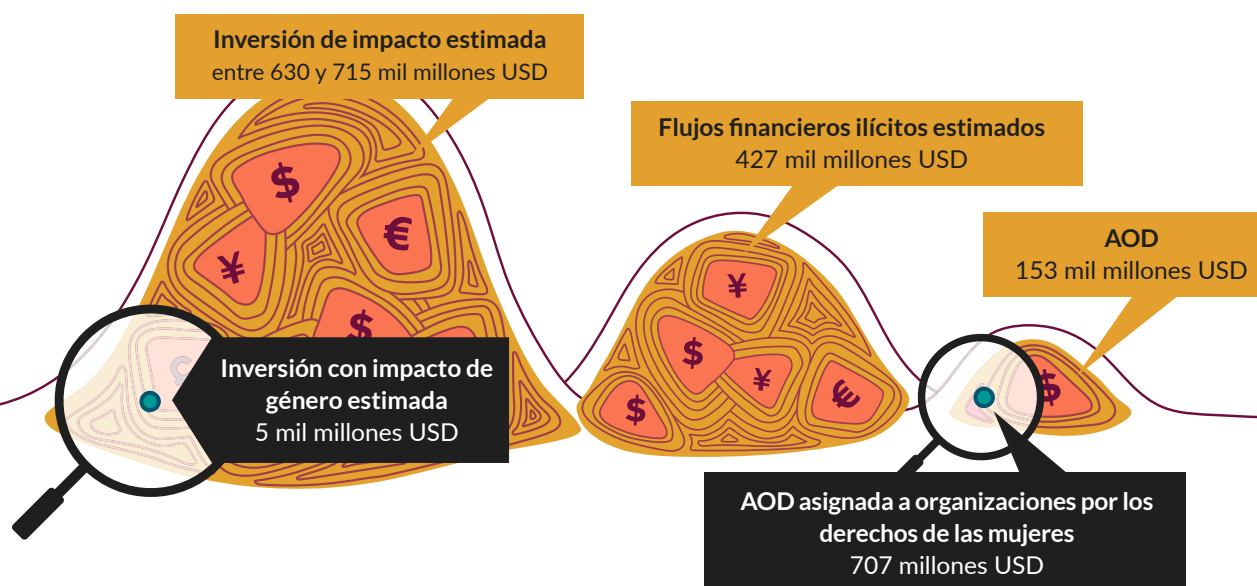 Inversión de impacto estimada
entre 630 y 715 mil millones USD
Flujos financieros ilícitos estimados
427 mil millones USD
AOD
153 mil millones USD
$
€
¥
$
¥
$
¥
$
€
$
Inversión con impacto de
género estimada
5 mil millones USD
AOD asignada a organizaciones por los
derechos de las mujeres
707 millones USD